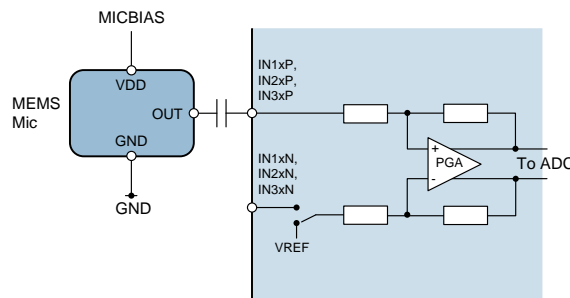 MICBIAS
VDD
MEMS
Mic
OUT
GND
GND
IN1xP,
IN2xP,
IN3xP
IN1xN,
IN2xN,
IN3xN
VREF
+
PGA
-
To ADC